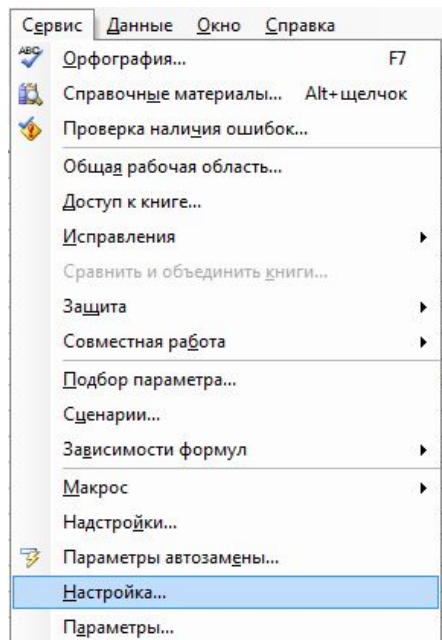 Сервис Данные Окно Справка
ABC
Орфография... F7
Справочные материалы... Alt+щелчок
Проверка наличия ошибок...
Общая рабочая область...
Доступ к книге...
Исправления
Сравнить и объединить книги...
Защита
Совместная работа
Подбор параметра...
Сценарии...
Зависимости формул
Макрос
Надстройки...
Параметры автозамены...
Настройка...
Параметры...